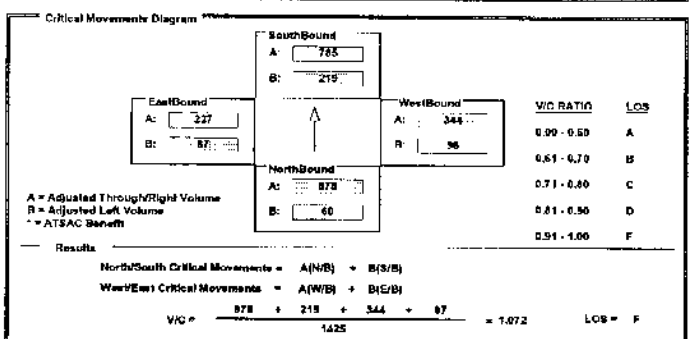 Critical Movements Diagram
SouthBound
A: 785
B: 219
EastBound
A: 227
B: 87
WestBound
A: 344
B: 96
NorthBound
A: 878
B: 60
V/C RATIO LOS
0.00 - 0.60 A
0.61 - 0.70 B
0.71 - 0.80 C
0.81 - 0.90 D
0.91 - 1.00 E
A = Adjusted Through/Right Volume
B = Adjusted Left Volume
* = ATSAC Benefit
Results
North/South Critical Movements = A(N/B) + B(S/B)
West/East Critical Movements = A(W/B) + B(E/B)
V/C = 878 + 219 + 344 + 87 = 1.072 LOS = F
1425